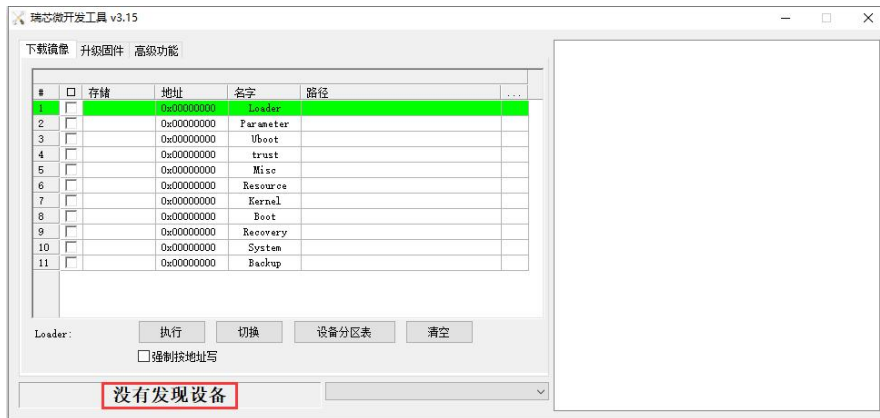 瑞芯微开发工具 v3.15
下载镜像 升级固件 高级功能
# 存储 地址 名字 路径 ...
1 0x00000000 Loader
2 0x00000000 Parameter
3 0x00000000 Uboot
4 0x00000000 trust
5 0x00000000 Misc
6 0x00000000 Resource
7 0x00000000 Kernel
8 0x00000000 Boot
9 0x00000000 Recovery
10 0x00000000 System
11 0x00000000 Backup
Loader: 执行 切换 设备分区表 清空
强制按地址写
没有发现设备